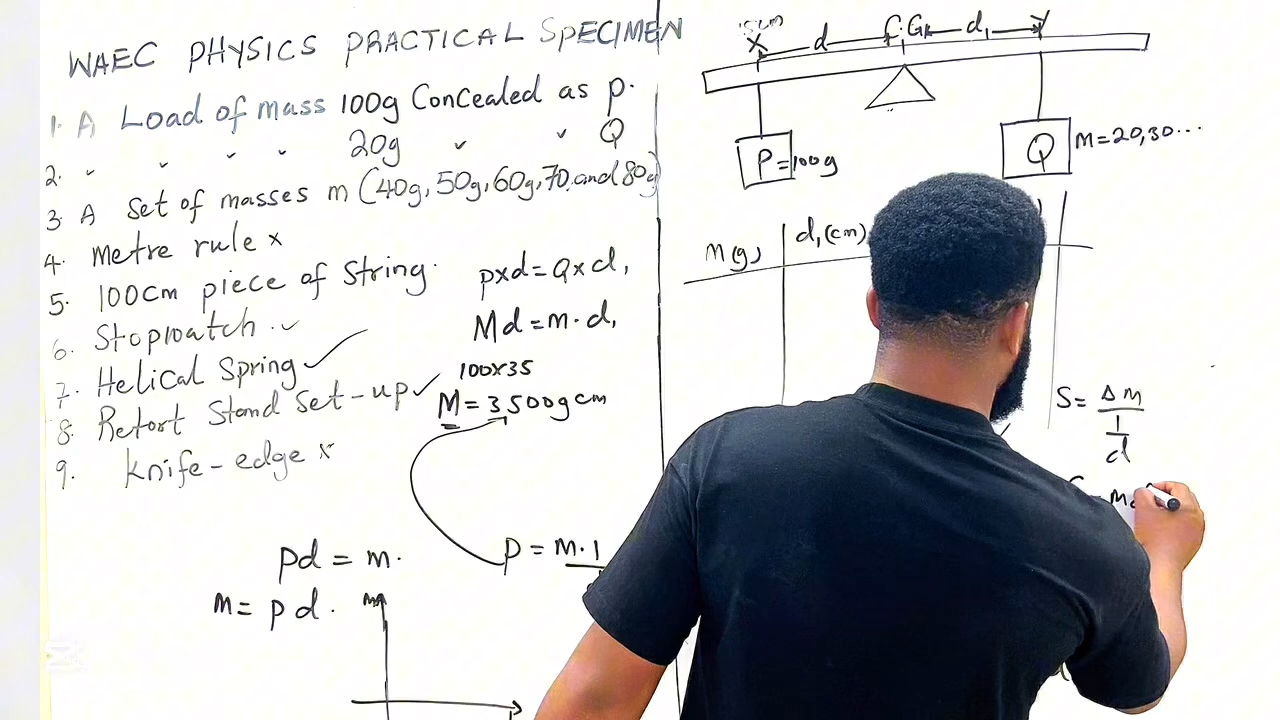 WAEC PHYSICS PRACTICAL SPECIMEN
1. A Load of mass 100g Concealed as p.
2. " " " " 20g " " Q
3. A Set of masses m (40g, 50g, 60g, 70, and 80g)
4. Metre rule x
5. 100cm piece of String.
6. Stopwatch. ✓
7. Helical Spring ✓
8. Retort Stand Set-up ✓
9. Knife-edge x
pxd = Qxd,
Md = m. d,
100x35
M = 3500gcm
pd = m.
m = p d.
p = m. 1
15cm
X d C.G d, Y
P = 100g
Q M = 20, 30...
M(g) d, (cm)
S = Δ m
1
d